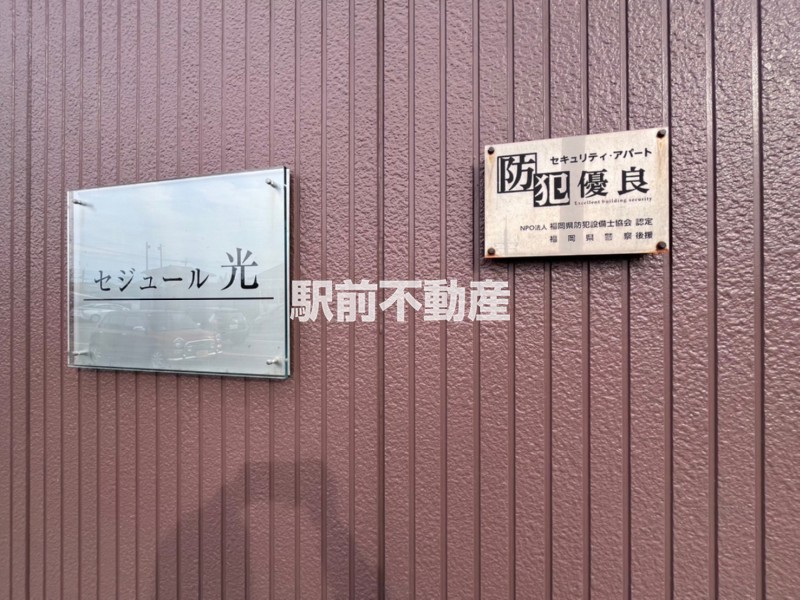 セジュール 光
セキュリティ・アパート
防犯優良
Excellent building security
NPO法人 福岡県防犯設備士協会 認定
福岡県警察 後援
駅前不動産